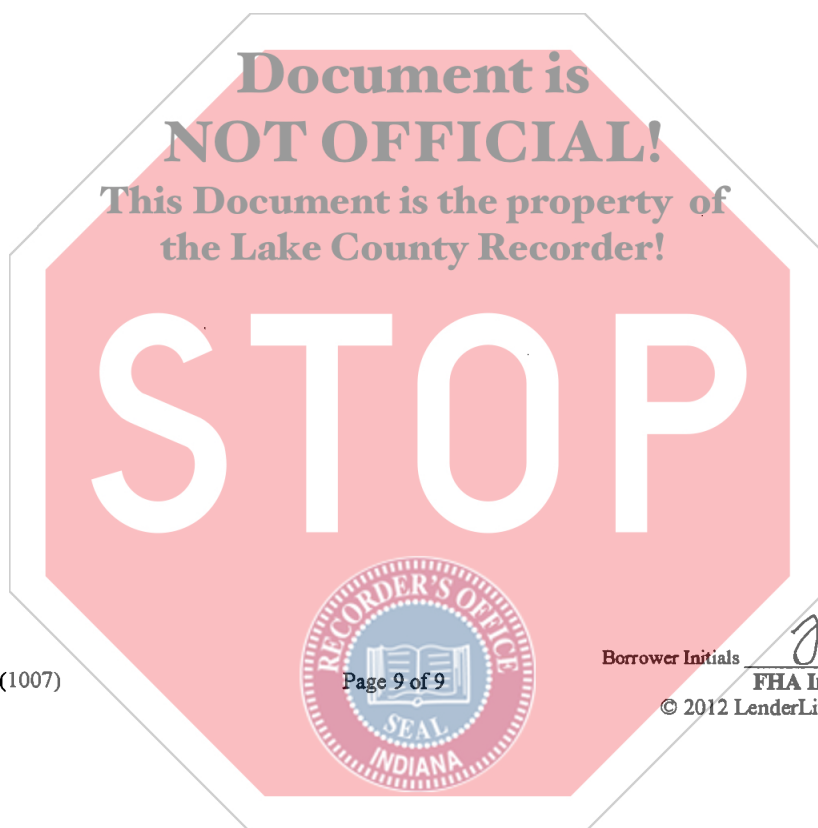 Document is
NOT OFFICIAL!
This Document is the property of
the Lake County Recorder!
STOP
RECORDER'S OFFICE
SEAL
INDIANA
Borrower Initials
(1007)
Page 9 of 9
FHA
© 2012